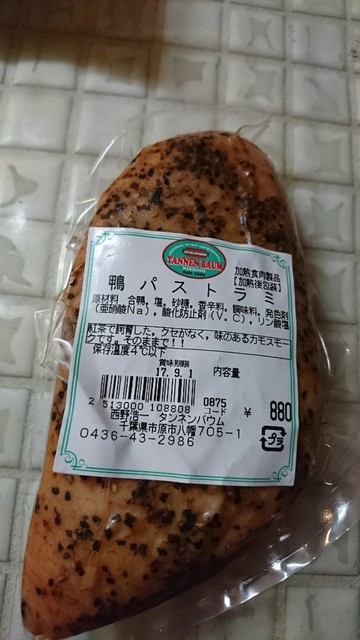 TANNEN BAUM
加熱食肉製品
【加熱後包装】
鴨 パストラミ
原材料 合鴨，塩，砂糖，香辛料，調味料，発色剤
(亜硝酸Na)，酸化防止剤(V．C)，リン酸塩
紅茶で飼育した，クセがなく，味のあるカモスモー
クです。そのまま！！
保存温度4℃以下
賞味期限
17.9.1
内容量
2 513000 108808
0875
コード
¥ 880
西野浩一 タンネンバウム
千葉県市原市八幡705-1
0436-43-2986
プラ